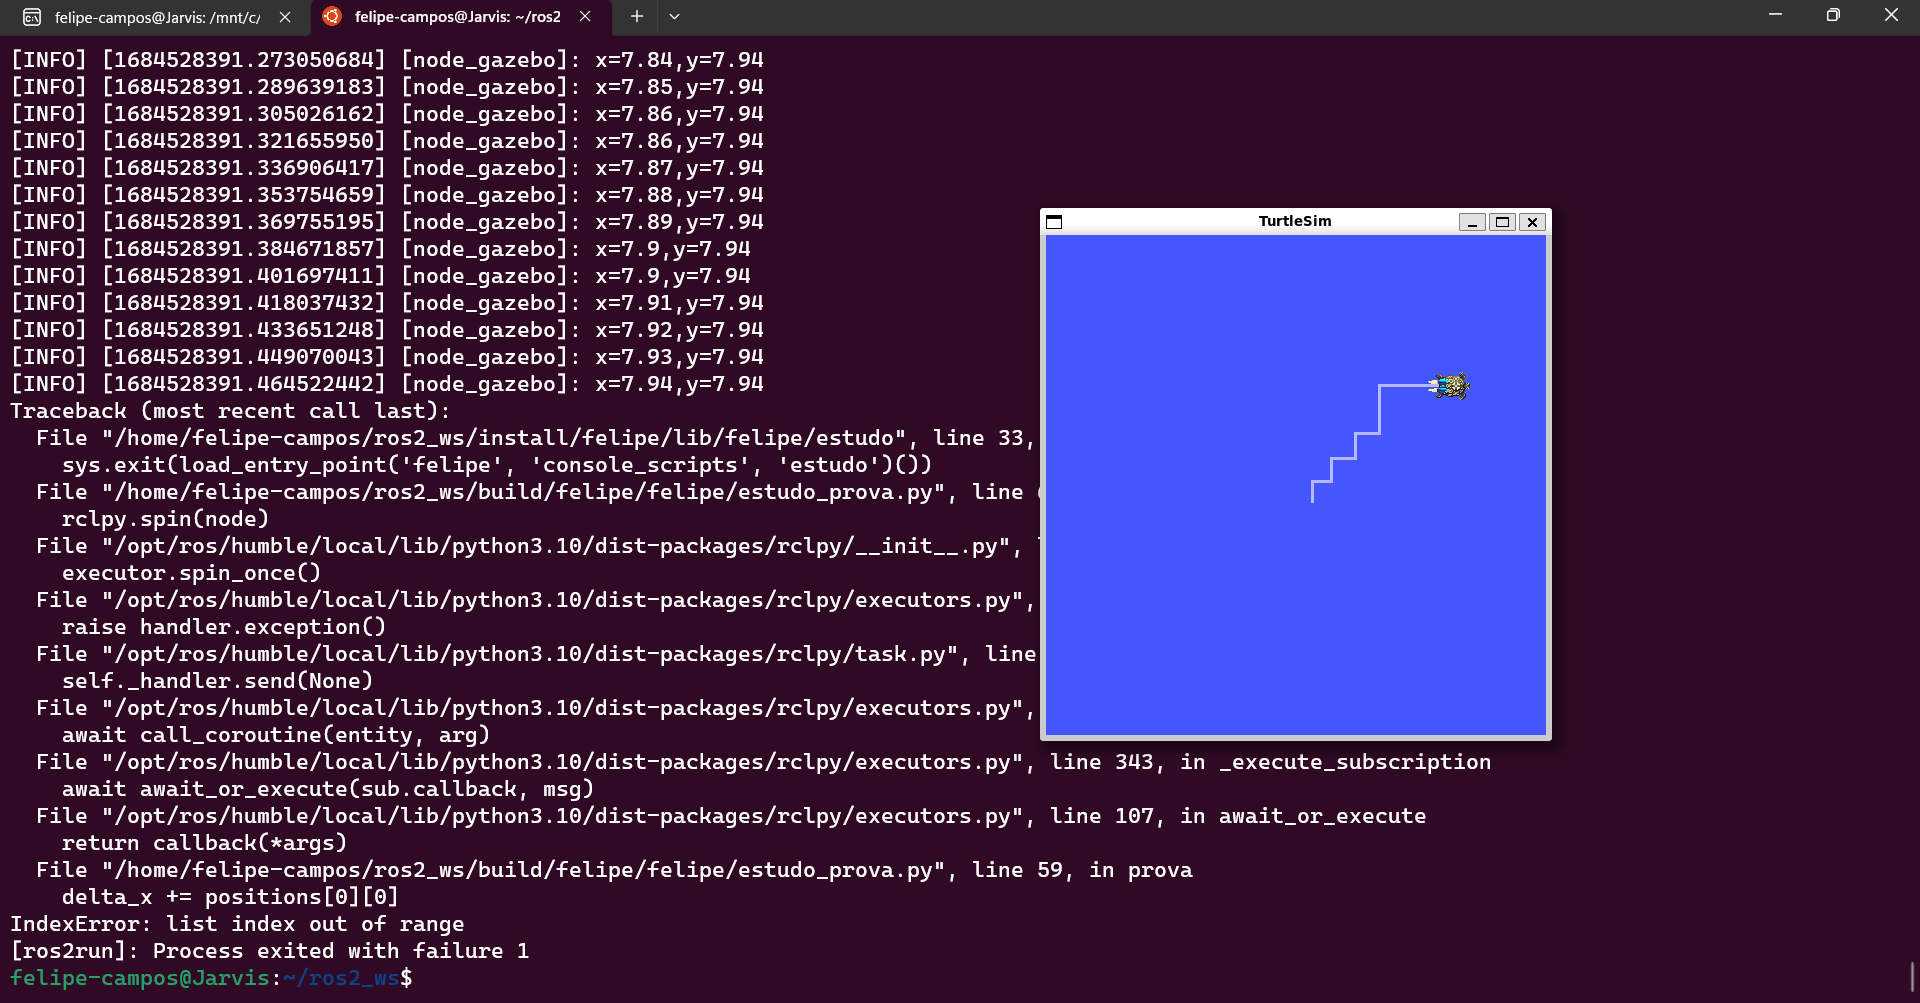 felipe-campos@Jarvis: /mnt/c/
felipe-campos@Jarvis: ~/ros2
[INFO] [1684528391.273050684] [node_gazebo]: x=7.84,y=7.94
[INFO] [1684528391.289639183] [node_gazebo]: x=7.85,y=7.94
[INFO] [1684528391.305026162] [node_gazebo]: x=7.86,y=7.94
[INFO] [1684528391.321655950] [node_gazebo]: x=7.86,y=7.94
[INFO] [1684528391.336906417] [node_gazebo]: x=7.87,y=7.94
[INFO] [1684528391.353754659] [node_gazebo]: x=7.88,y=7.94
[INFO] [1684528391.369755195] [node_gazebo]: x=7.89,y=7.94
[INFO] [1684528391.384671857] [node_gazebo]: x=7.9,y=7.94
[INFO] [1684528391.401697411] [node_gazebo]: x=7.9,y=7.94
[INFO] [1684528391.418037432] [node_gazebo]: x=7.91,y=7.94
[INFO] [1684528391.433651248] [node_gazebo]: x=7.92,y=7.94
[INFO] [1684528391.449070043] [node_gazebo]: x=7.93,y=7.94
[INFO] [1684528391.464522442] [node_gazebo]: x=7.94,y=7.94
Traceback (most recent call last):
  File "/home/felipe-campos/ros2_ws/install/felipe/lib/felipe/estudo", line 33,
    sys.exit(load_entry_point('felipe', 'console_scripts', 'estudo')())
  File "/home/felipe-campos/ros2_ws/build/felipe/felipe/estudo_prova.py", line
    rclpy.spin(node)
  File "/opt/ros/humble/local/lib/python3.10/dist-packages/rclpy/__init__.py",
    executor.spin_once()
  File "/opt/ros/humble/local/lib/python3.10/dist-packages/rclpy/executors.py",
    raise handler.exception()
  File "/opt/ros/humble/local/lib/python3.10/dist-packages/rclpy/task.py", line
    self._handler.send(None)
  File "/opt/ros/humble/local/lib/python3.10/dist-packages/rclpy/executors.py",
    await call_coroutine(entity, arg)
  File "/opt/ros/humble/local/lib/python3.10/dist-packages/rclpy/executors.py", line 343, in _execute_subscription
    await await_or_execute(sub.callback, msg)
  File "/opt/ros/humble/local/lib/python3.10/dist-packages/rclpy/executors.py", line 107, in await_or_execute
    return callback(*args)
  File "/home/felipe-campos/ros2_ws/build/felipe/felipe/estudo_prova.py", line 59, in prova
    delta_x += positions[0][0]
IndexError: list index out of range
[ros2run]: Process exited with failure 1
felipe-campos@Jarvis:~/ros2_ws$
TurtleSim